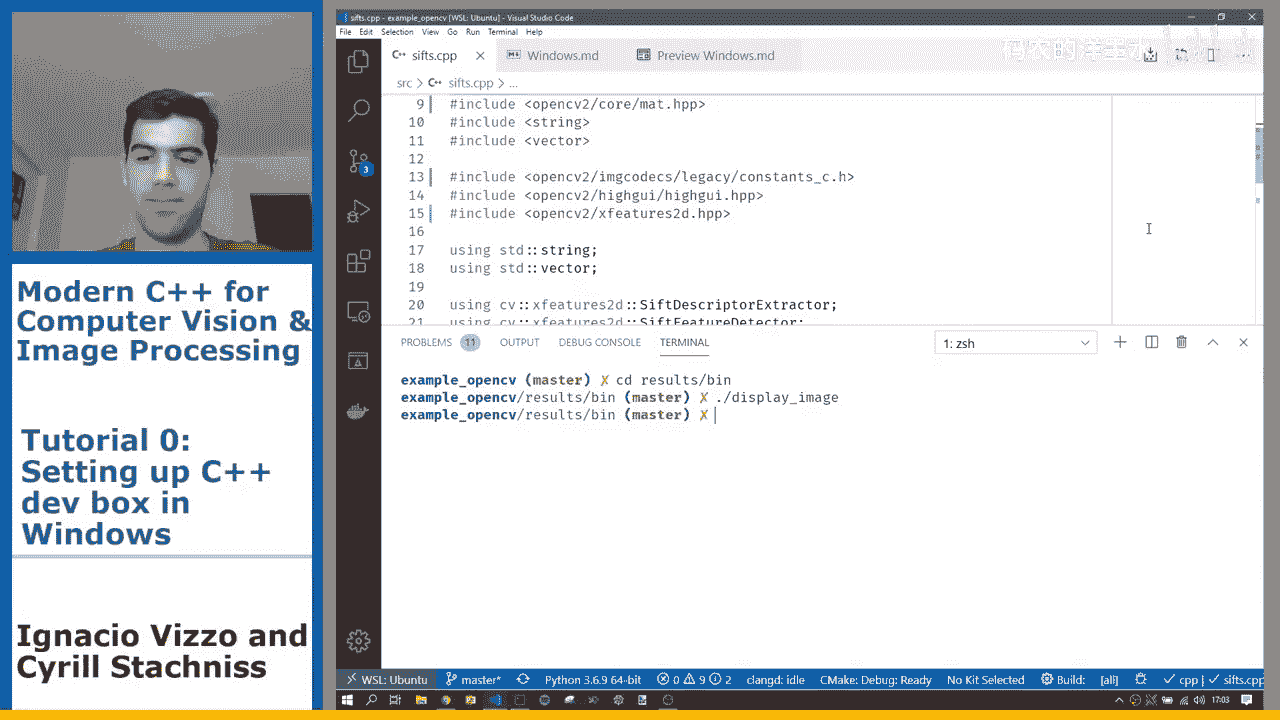 sifts.cpp - example_opencv [WSL: Ubuntu] - Visual Studio Code
File Edit Selection View Go Run Terminal Help
sifts.cpp
Windows.md
Preview Windows.md
src > sifts.cpp > ...
9 #include <opencv2/core/mat.hpp>
10 #include <string>
11 #include <vector>
12
13 #include <opencv2/imgcodecs/legacy/constants_c.h>
14 #include <opencv2/highgui/highgui.hpp>
15 #include <opencv2/xfeatures2d.hpp>
16
17 using std::string;
18 using std::vector;
19
20 using cv::xfeatures2d::SiftDescriptorExtractor;
21 using cv::xfeatures2d::SiftFeatureDetector;
3
PROBLEMS 11 OUTPUT DEBUG CONSOLE TERMINAL
1: zsh
example_opencv (master) ✗ cd results/bin
example_opencv/results/bin (master) ✗ ./display_image
example_opencv/results/bin (master) ✗
Modern C++ for
Computer Vision &
Image Processing
Tutorial 0:
Setting up C++
dev box in
Windows
Ignacio Vizzo and
Cyrill Stachniss
WSL: Ubuntu master* Python 3.6.9 64-bit 0 9 2 clangd: idle CMake: Debug: Ready No Kit Selected Build: [all] cpp | sifts.cpp
17:03